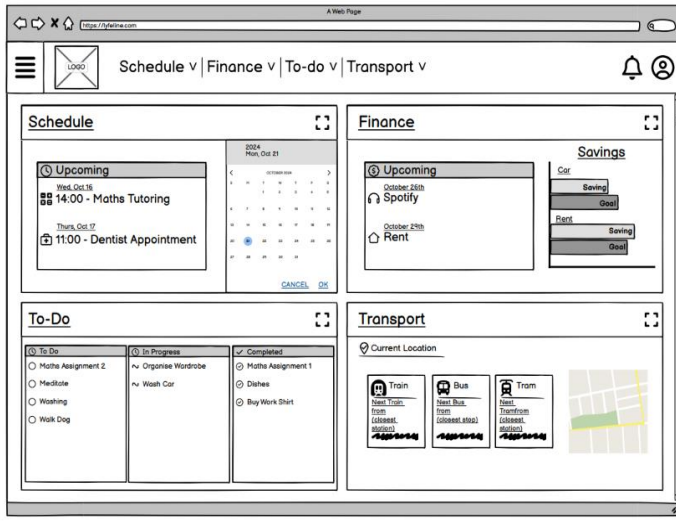 A Web Page
https://lyfeline.com
LOGO
Schedule v | Finance v | To-do v | Transport v
Schedule
Upcoming
Wed, Oct 16
14:00 - Maths Tutoring
Thurs, Oct 17
11:00 - Dentist Appointment
2024
Mon, Oct 21
OCTOBER 2024
CANCEL OK
Finance
Upcoming
October 26th
Spotify
October 29th
Rent
Savings
Car
Saving
Goal
Rent
Saving
Goal
To-Do
To Do
Maths Assignment 2
Meditate
Washing
Walk Dog
In Progress
Organise Wardrobe
Wash Car
Completed
Maths Assignment 1
Dishes
Buy Work Shirt
Transport
Current Location
Train
Next Train
from
(closest
station)
Bus
Next Bus
from
(closest stop)
Tram
Next
Tramfrom
(closest
station)